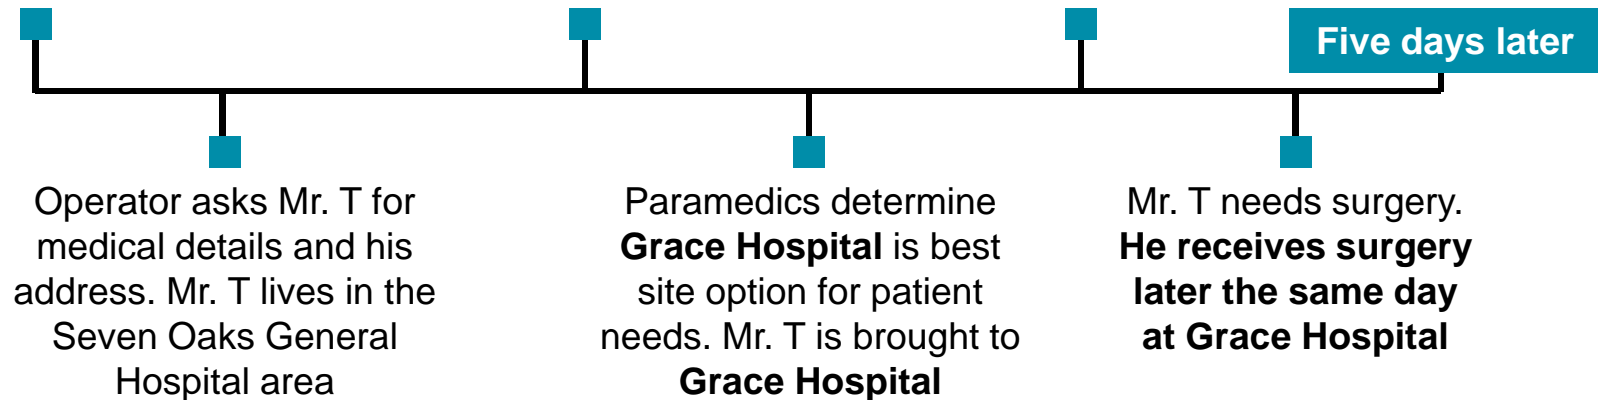 Five days later
Operator asks Mr. T for
medical details and his
address. Mr. T lives in the
Seven Oaks General
Hospital area
Paramedics determine
Grace Hospital is best
site option for patient
needs. Mr. T is brought to
Grace Hospital
Mr. T needs surgery.
He receives surgery
later the same day
at Grace Hospital